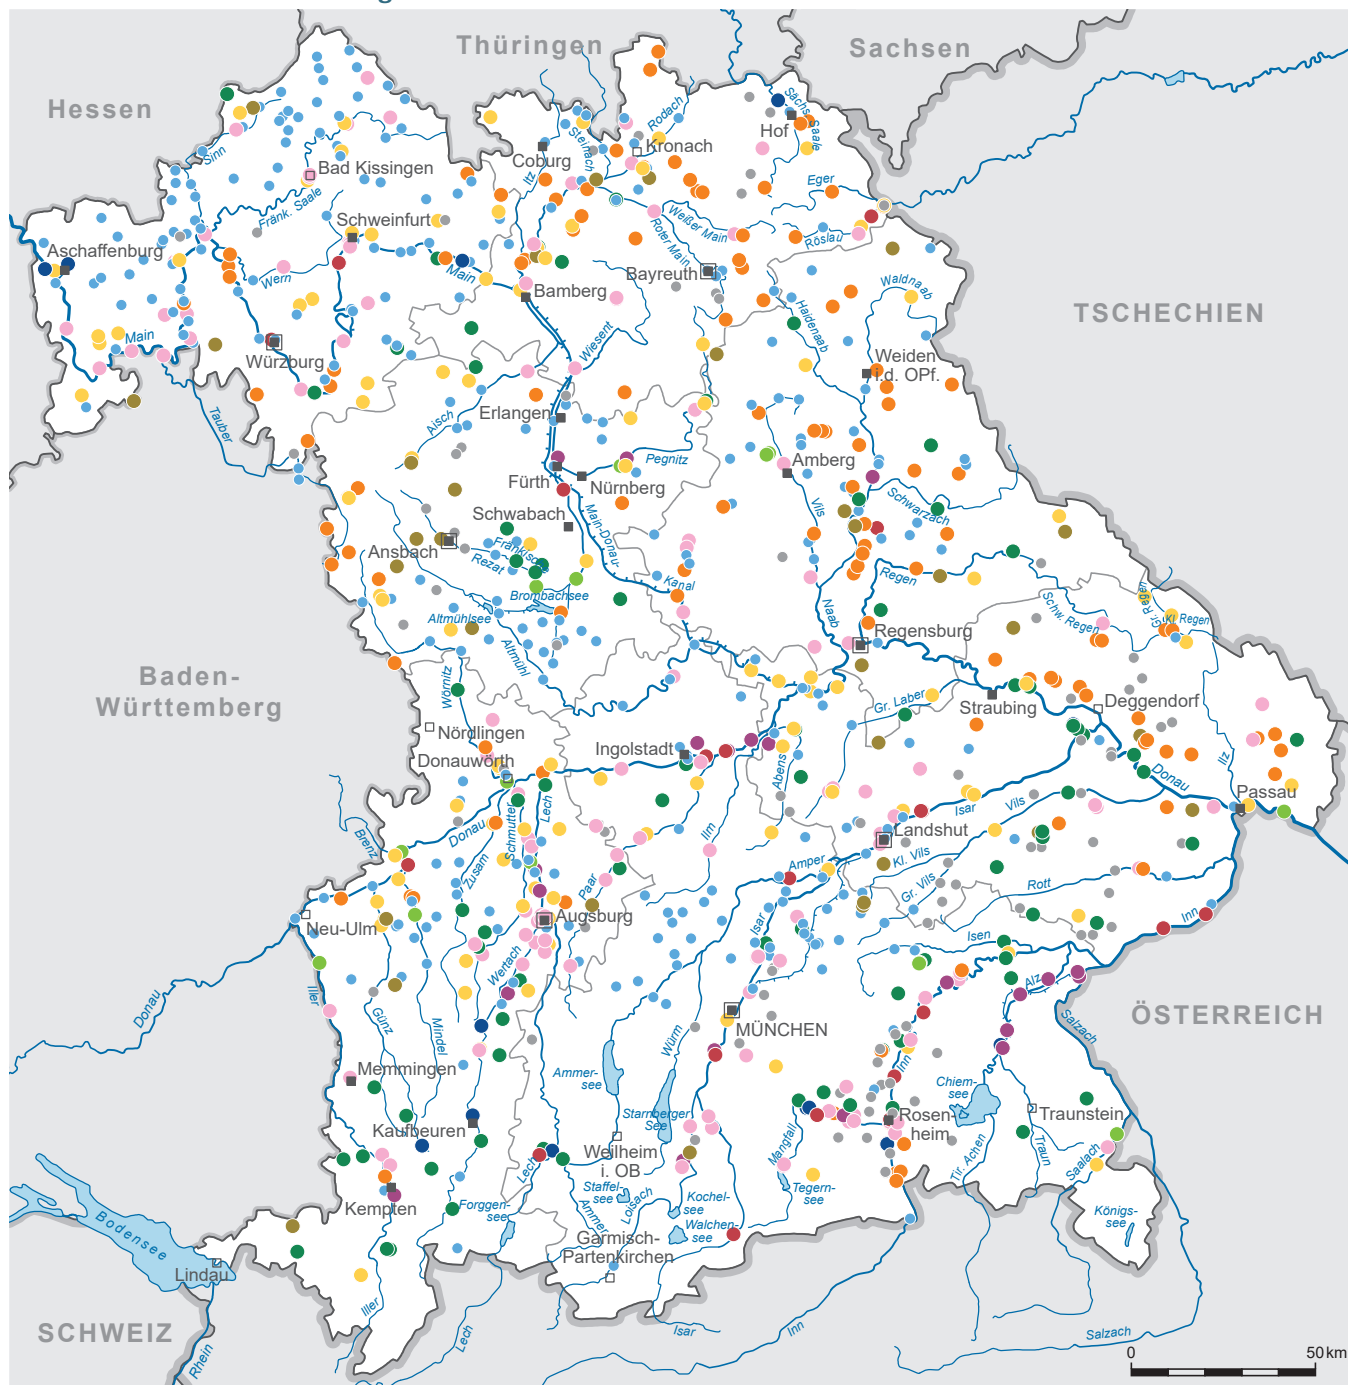 Thüringen
Sachsen
Hessen
Sächs. Saale
Hof
Rodach
Kronach
Steinach
Coburg
Itz
Sinn
Bad Kissingen
Eger
Fränk. Saale
Schweinfurt
Weißer Main
Röslau
Roter Main
Aschaffenburg
Main
Bayreuth
Wern
Waldnaab
Bamberg
TSCHECHIEN
Haidenaab
Main
Wiesent
Würzburg
Weiden
i.d. OPf.
Tauber
Aisch
Erlangen
Pegnitz
Amberg
Fürth
Nürnberg
Schwarzach
Vils
Schwabach
Main-Donau-
Ansbach
Fränkische
Rezat
Regen
Kanal
Brombachsee
Naab
Altmühlsee
Schw. Regen
Gr. Regen
Kl. Regen
Regensburg
Altmühl
Baden-
Württemberg
Wörnitz
Gr. Laber
Straubing
Deggendorf
Nördlingen
Ingolstadt
Donauwörth
Abens
Donau
Ilz
Passau
Lech
Schmutter
Isar
Vils
Donau
Ilm
Landshut
Brenz
Zusam
Amper
Kl. Vils
Paar
Gr. Vils
Rott
Augsburg
Isar
Inn
Neu-Ulm
Isen
Wertach
Alz
Donau
Iller
Günz
Mindel
MÜNCHEN
Salzach
ÖSTERREICH
Würm
Inn
Memmingen
Ammer-
see
Chiem-
see
Starnberger
See
Rosen-
heim
Traunstein
Kaufbeuren
Weilheim
i. OB
Mangfall
Tir. Achen
Traun
Saalach
Lech
Staffel-
see
Tegern-
see
Kempten
Forggen-
see
Ammer
Loisach
Kochel-
see
Walchen-
see
Königs-
see
Bodensee
Garmisch-
Partenkirchen
Lindau
SCHWEIZ
Iller
Lech
Isar
Inn
Salzach
Rhein
0
50 km